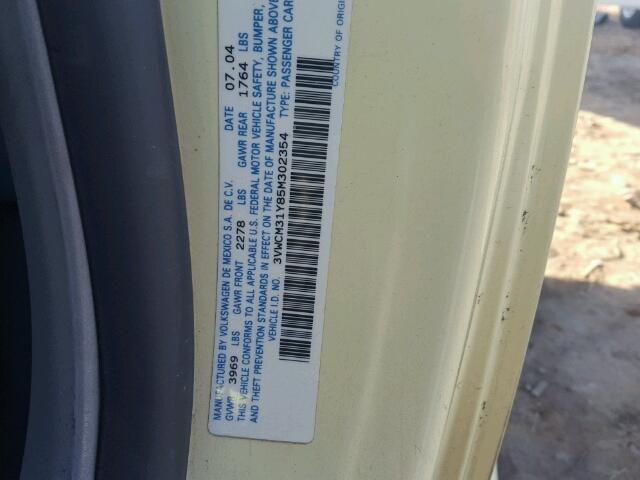 MANUFACTURED BY VOLKSWAGEN DE MEXICO S.A. DE C.V. DATE 07.04
GVWR 3969 LBS GAWR FRONT 2278 LBS GAWR REAR 1764 LBS
THIS VEHICLE CONFORMS TO ALL APPLICABLE U.S. FEDERAL MOTOR VEHICLE SAFETY, BUMPER,
AND THEFT PREVENTION STANDARDS IN EFFECT ON THE DATE OF MANUFACTURE SHOWN ABOVE
VEHICLE I.D. NO. 3VWCM31Y85M302354 TYPE: PASSENGER CAR
COUNTRY OF ORIGI